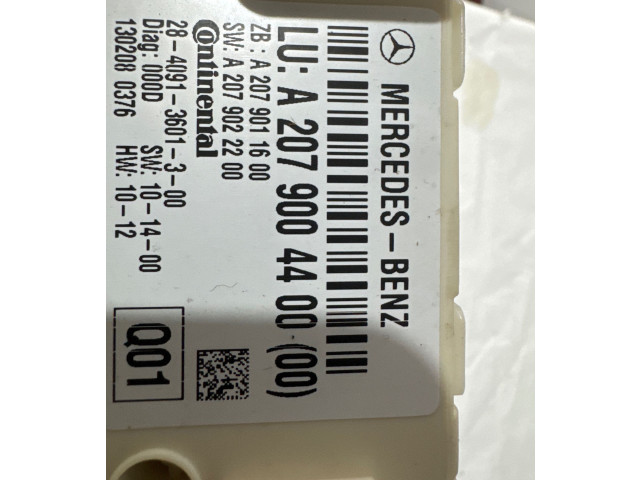 MERCEDES-BENZ
LU: A 207 900 44 00 (00)
ZB: A 207 901 16 00
SW: A 207 902 22 00
Continental
28-4091-3601-3-00
Diag: 000D SW: 10-14-00
130208 0376 HW: 10-12
Q01